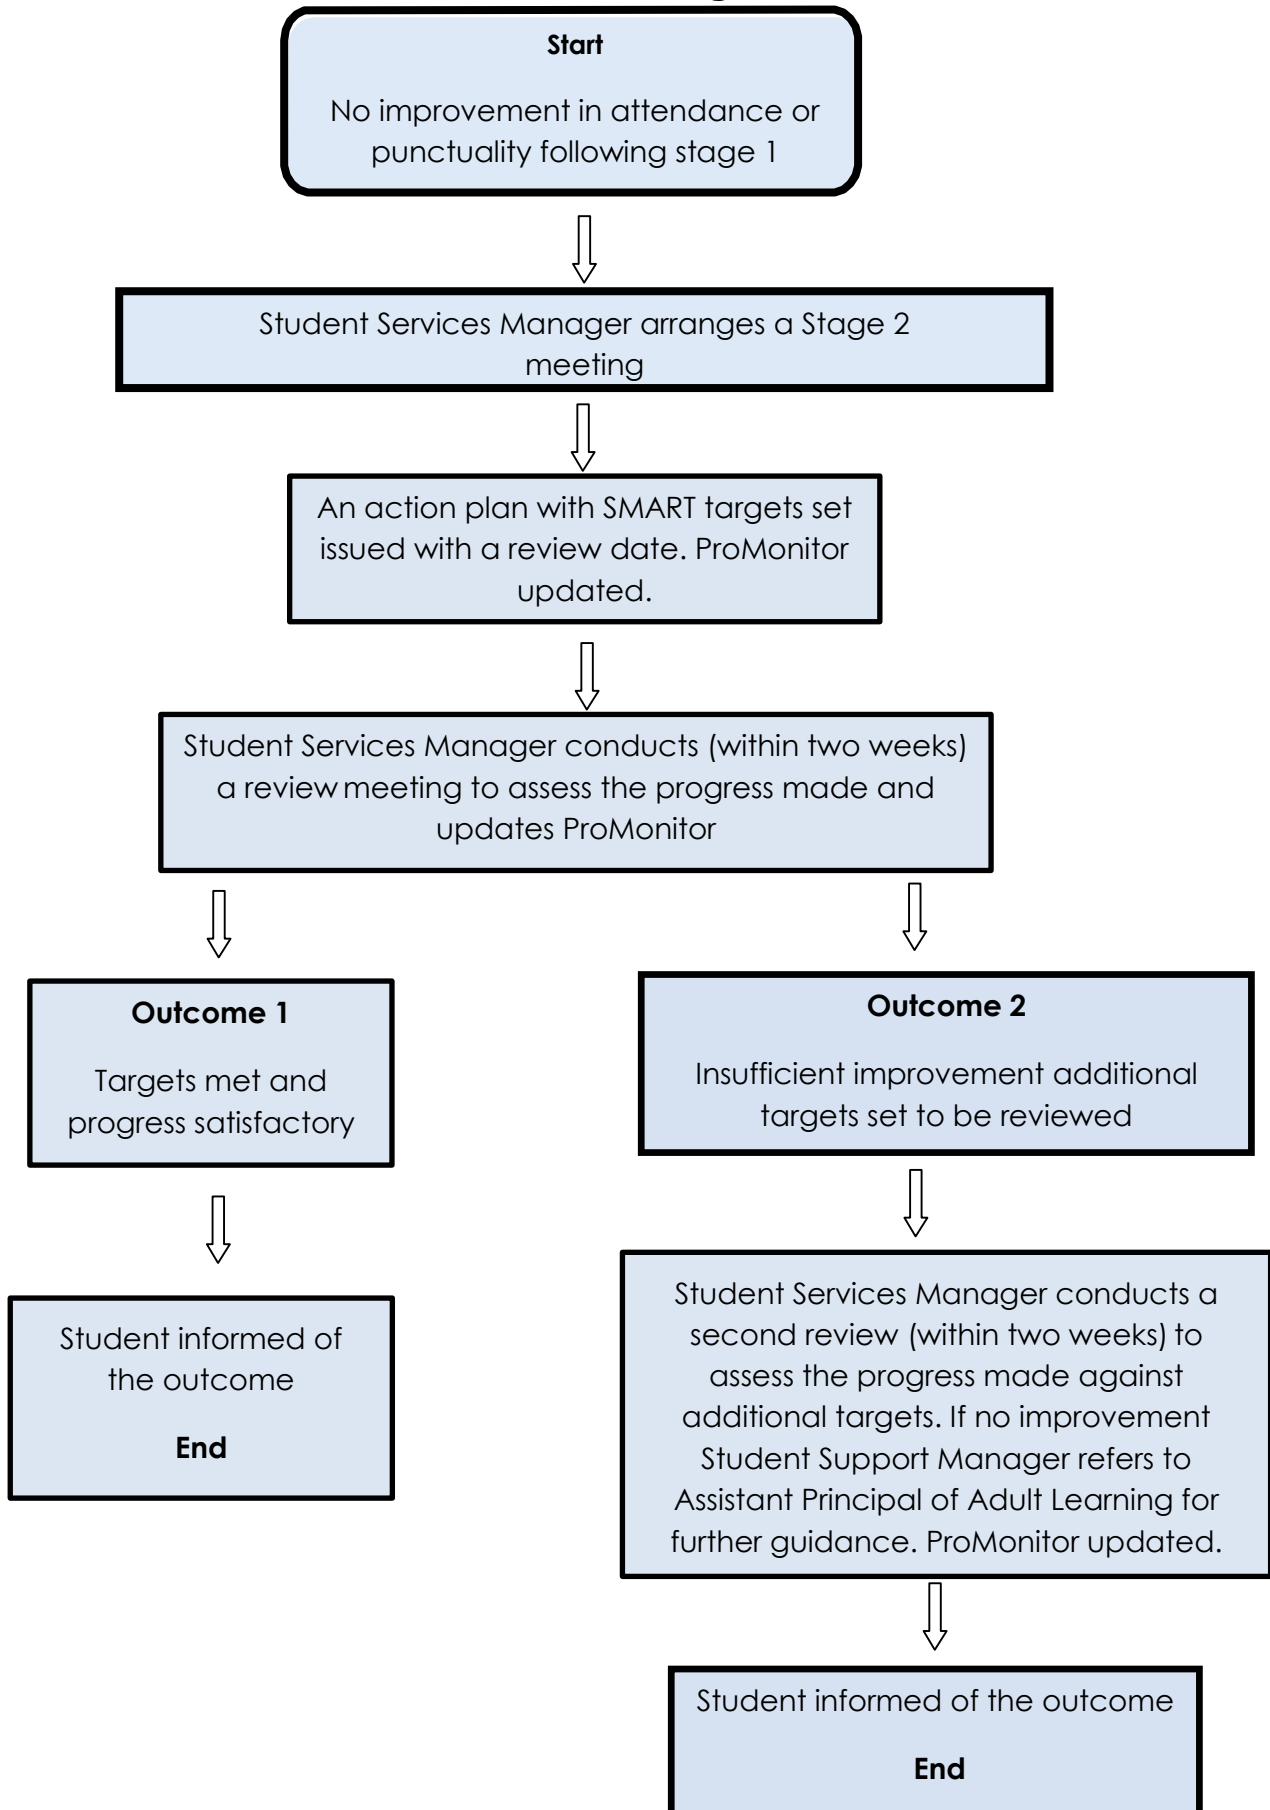 Start
No improvement in attendance or
punctuality following stage 1
Student Services Manager arranges a Stage 2
meeting
An action plan with SMART targets set
issued with a review date. ProMonitor
updated.
Student Services Manager conducts (within two weeks)
a review meeting to assess the progress made and
updates ProMonitor
Outcome 1
Targets met and
progress satisfactory
Outcome 2
Insufficient improvement additional
targets set to be reviewed
Student informed of
the outcome
End
Student Services Manager conducts a
second review (within two weeks) to
assess the progress made against
additional targets. If no improvement
Student Support Manager refers to
Assistant Principal of Adult Learning for
further guidance. ProMonitor updated.
Student informed of the outcome
End